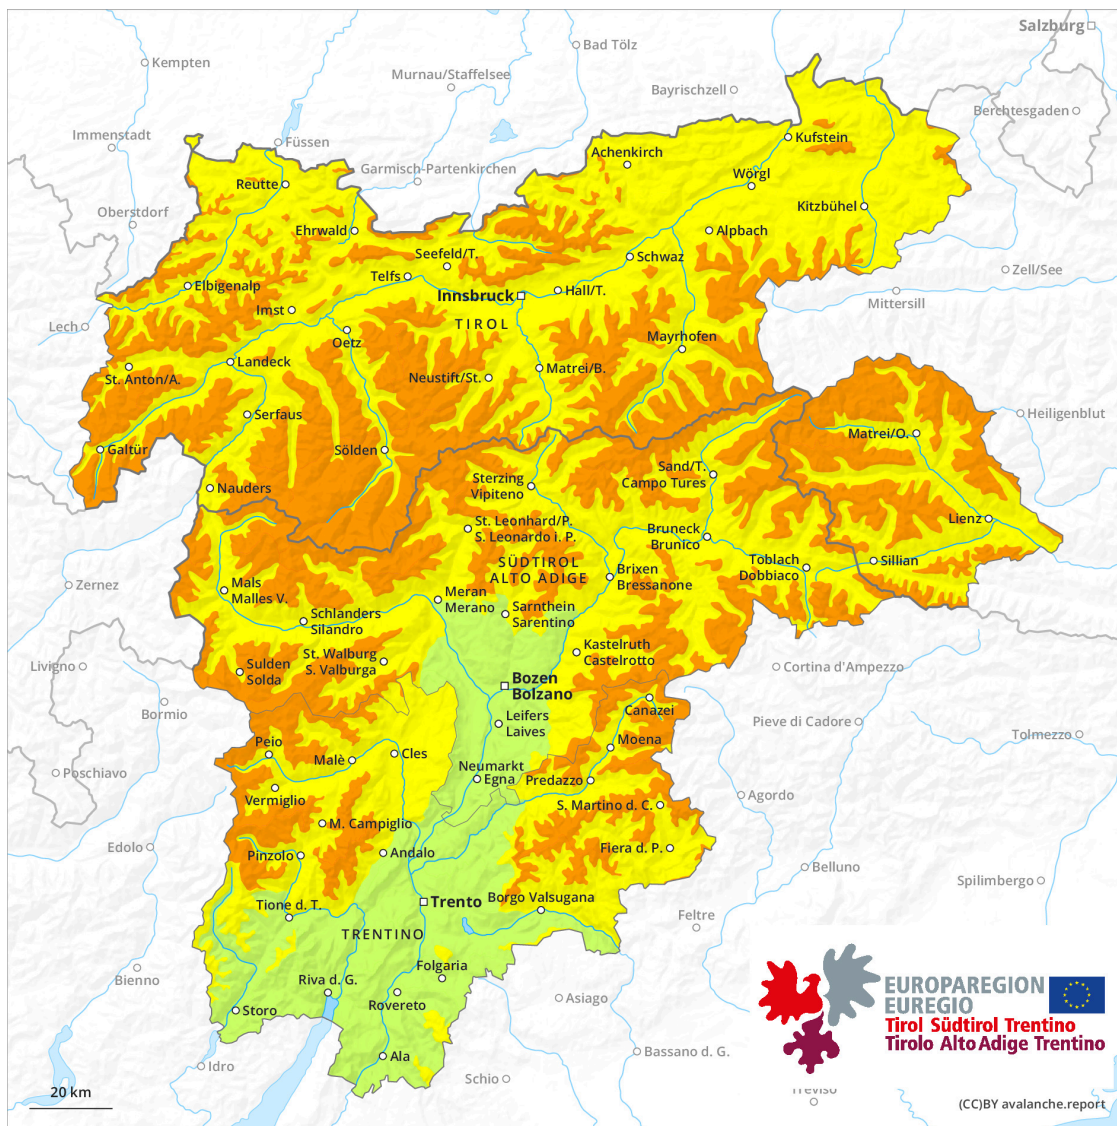 Salzburg
Bad Tölz
Kempten
Murnau/Staffelsee
Bayrischzell
Berchtesgaden
Immenstadt
Füssen
Kufstein
Achenkirch
Garmisch-Partenkirchen
Wörgl
Reutte
Oberstdorf
Kitzbühel
Ehrwald
Alpbach
Seefeld/T.
Schwaz
Telfs
Zell/See
Elbigenalp
Innsbruck
Hall/T.
Mittersill
Imst
TIROL
Lech
Oetz
Mayrhofen
Landeck
Matrei/B.
St. Anton/A.
Neustift/St.
Serfaus
Heiligenblut
Matrei/O.
Galtür
Sölden
Sand/T.
Campo Tures
Sterzing
Vipiteno
Nauders
Lienz
St. Leonhard/P.
S. Leonardo i. P.
Bruneck
Brunico
SÜDTIROL
ALTO ADIGE
Toblach
Dobbiaco
Sillian
Brixen
Bressanone
Zernez
Mals
Malles V.
Meran
Merano
Sarnthein
Sarentino
Schlanders
Silandro
Kastelruth
Castelrotto
St. Walburg
S. Valburga
Livigno
Sulden
Solda
Cortina d'Ampezzo
Bozen
Bolzano
Bormio
Canazei
Leifers
Laives
Pieve di Cadore
Tolmezzo
Peio
Moena
Cles
Malè
Poschiavo
Neumarkt
Egna
Predazzo
Vermiglio
Agordo
S. Martino d. C.
M. Campiglio
Edolo
Pinzolo
Andalo
Fiera d. P.
Belluno
Spilimbergo
Tione d. T.
Trento
Borgo Valsugana
Feltre
TRENTINO
Bienno
Riva d. G.
Folgaria
Rovereto
Storo
Asiago
EUROPAREGION
EUREGIO
Tirol Südtirol Trentino
Tirolo Alto Adige Trentino
Ala
Bassano d. G.
Idro
Schio
Treviso
20 km
(CC)BY avalanche.report